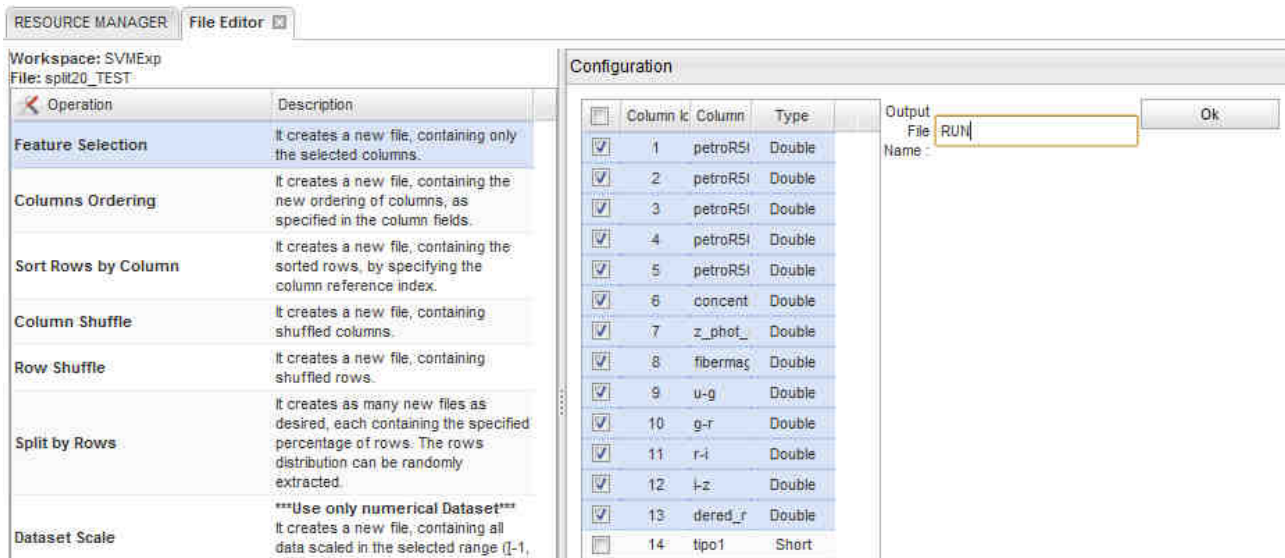 RESOURCE MANAGER File Editor
Workspace: SVMExp
File: split20_TEST
Operation Description
Feature Selection
It creates a new file, containing only
the selected columns.
Columns Ordering
It creates a new file, containing the
new ordering of columns, as
specified in the column fields.
Sort Rows by Column
It creates a new file, containing the
sorted rows, by specifying the
column reference index.
Column Shuffle
It creates a new file, containing
shuffled columns.
Row Shuffle
It creates a new file, containing
shuffled rows.
Split by Rows
It creates as many new files as
desired, each containing the specified
percentage of rows. The rows
distribution can be randomly
extracted.
Dataset Scale
***Use only numerical Dataset***
It creates a new file, containing all
data scaled in the selected range ([-1,
Configuration
Column Ic Column Type
1 petroR5( Double
2 petroR5( Double
3 petroR5( Double
4 petroR5( Double
5 petroR5( Double
6 concent Double
7 z_phot_ Double
8 fibermag Double
9 u-g Double
10 g-r Double
11 r-i Double
12 i-z Double
13 dered_r Double
14 tipo1 Short
Output
File
Name :
RUN
Ok